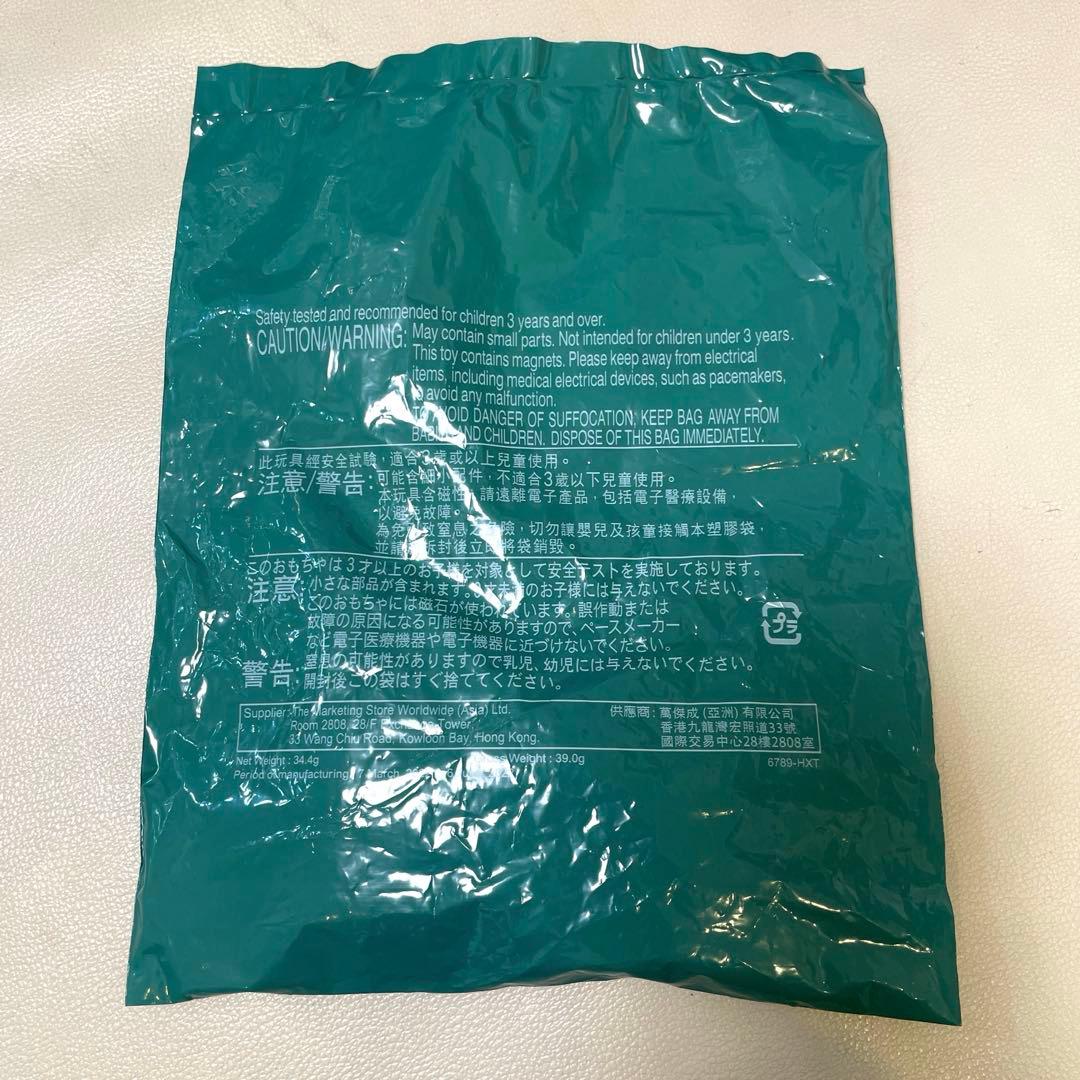 Safety tested and recommended for children 3 years and over.
CAUTION/WARNING: May contain small parts. Not intended for children under 3 years.
This toy contains magnets. Please keep away from electrical
items, including medical electrical devices, such as pacemakers,
to avoid any malfunction.
TO AVOID DANGER OF SUFFOCATION, KEEP BAG AWAY FROM
AND CHILDREN. DISPOSE OF THIS BAG IMMEDIATELY.
此玩具經安全試驗，適合3歲或以上兒童使用。
注意/警告: 可能含細小配件，不適合3歲以下兒童使用。
本玩具含磁性，請遠離電子產品，包括電子醫療設備，
以避免故障。
為免 致窒息之 險，切勿讓嬰兒及孩童接觸本塑膠袋，
並請 拆封後立即將袋銷毀。
このおもちゃは3才以上のお子様を対象として安全テストを実施しております。
注意: 小さな部品が含まれます。 のお子様には与えないでください。
このおもちゃには磁石が使われています。誤作動または
故障の原因になる可能性がありますので、ペースメーカー
など電子医療機器や電子機器に近づけないでください。
警告: 窒息の可能性がありますので乳児、幼児には与えないでください。
開封後この袋はすぐ捨ててください。
プラ
Supplier: The Marketing Store Worldwide (Asia) Ltd.
Room 2808, 28/F Exchange Tower,
33 Wang Chiu Road, Kowloon Bay, Hong Kong.
供應商: 萬傑成 (亞洲) 有限公司
香港九龍灣宏照道33號
國際交易中心28樓2808室
Net Weight : 34.4g Weight : 39.0g 6789-HXT
Period of manufacturing March